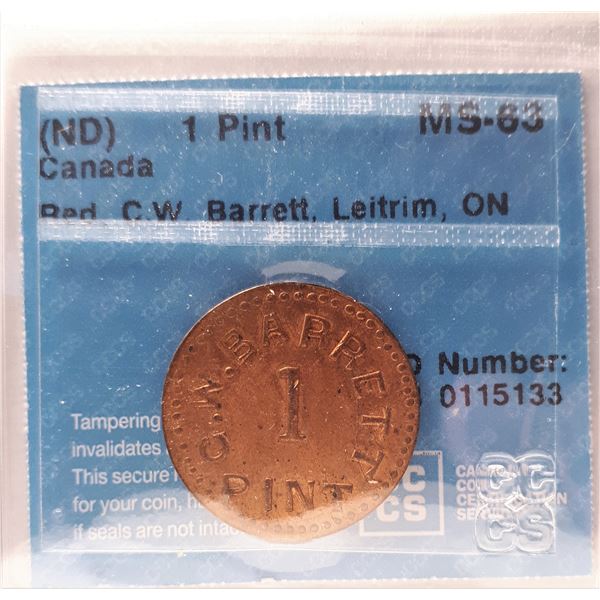 (ND) 1 Pint MS-63
Canada
Red, C.W. Barrett, Leitrim, ON
C.W. BARRETT
1
PINT
Number:
0115133
Tampering
invalidates
This secure
for your coin,
if seals are not intac
CCCS